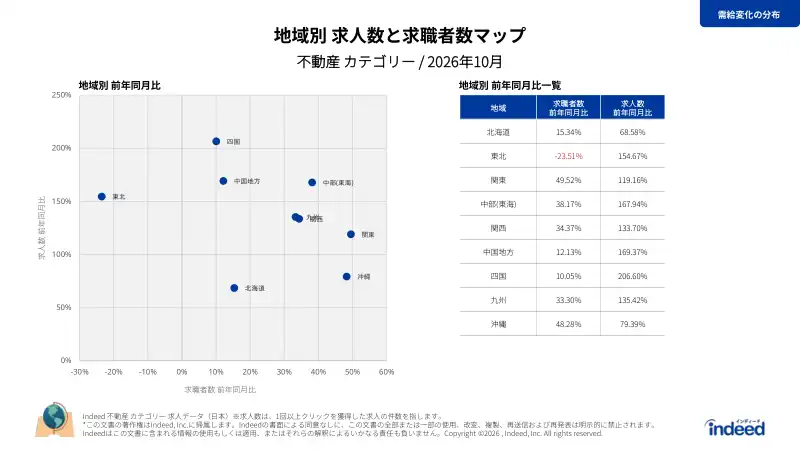 需給変化の分布
地域別 求人数と求職者数マップ
不動産 カテゴリー / 2026年10月
地域別 前年同月比
250%
200%
150%
100%
50%
0%
-30%
-20%
-10%
0%
10%
20%
30%
40%
50%
60%
求人数 前年同月比
求職者数 前年同月比
四国
中国地方
中部(東海)
東北
九州
関西
関東
沖縄
北海道
地域別 前年同月比一覧
地域 求職者数 前年同月比 求人数 前年同月比
北海道 15.34% 68.58%
東北 -23.51% 154.67%
関東 49.52% 119.16%
中部(東海) 38.17% 167.94%
関西 34.37% 133.70%
中国地方 12.13% 169.37%
四国 10.05% 206.60%
九州 33.30% 135.42%
沖縄 48.28% 79.39%
Indeed 不動産 カテゴリー 求人データ（日本）※求人数は、1回以上クリックを獲得した求人の件数を指します。
*この文書の著作権はIndeed, Inc.に帰属します。Indeedの書面による同意なしに、この文書の全部または一部の使用、改変、複製、再送信および再発表は明示的に禁止されます。
Indeedはこの文書に含まれる情報の使用もしくは適用、またはそれらの解釈によるいかなる責任も負いません。Copyright ©2026 , Indeed, Inc. All rights reserved.
インディード
indeed